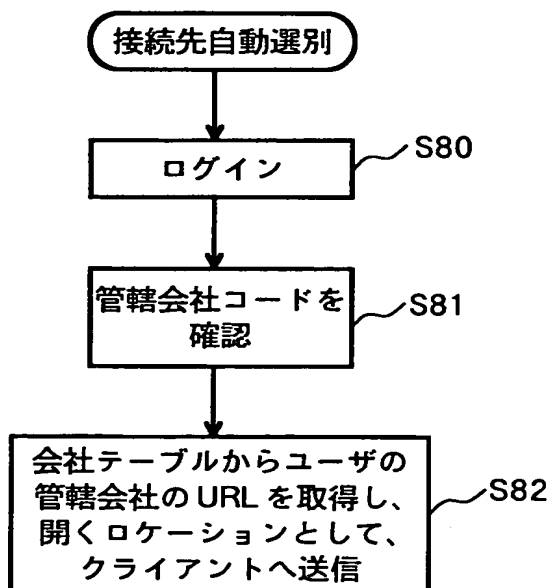 接続先自動選別
ログイン
S80
管轄会社コードを
確認
S81
会社テーブルからユーザの
管轄会社のURLを取得し、
開くロケーションとして、
クライアントへ送信
S82